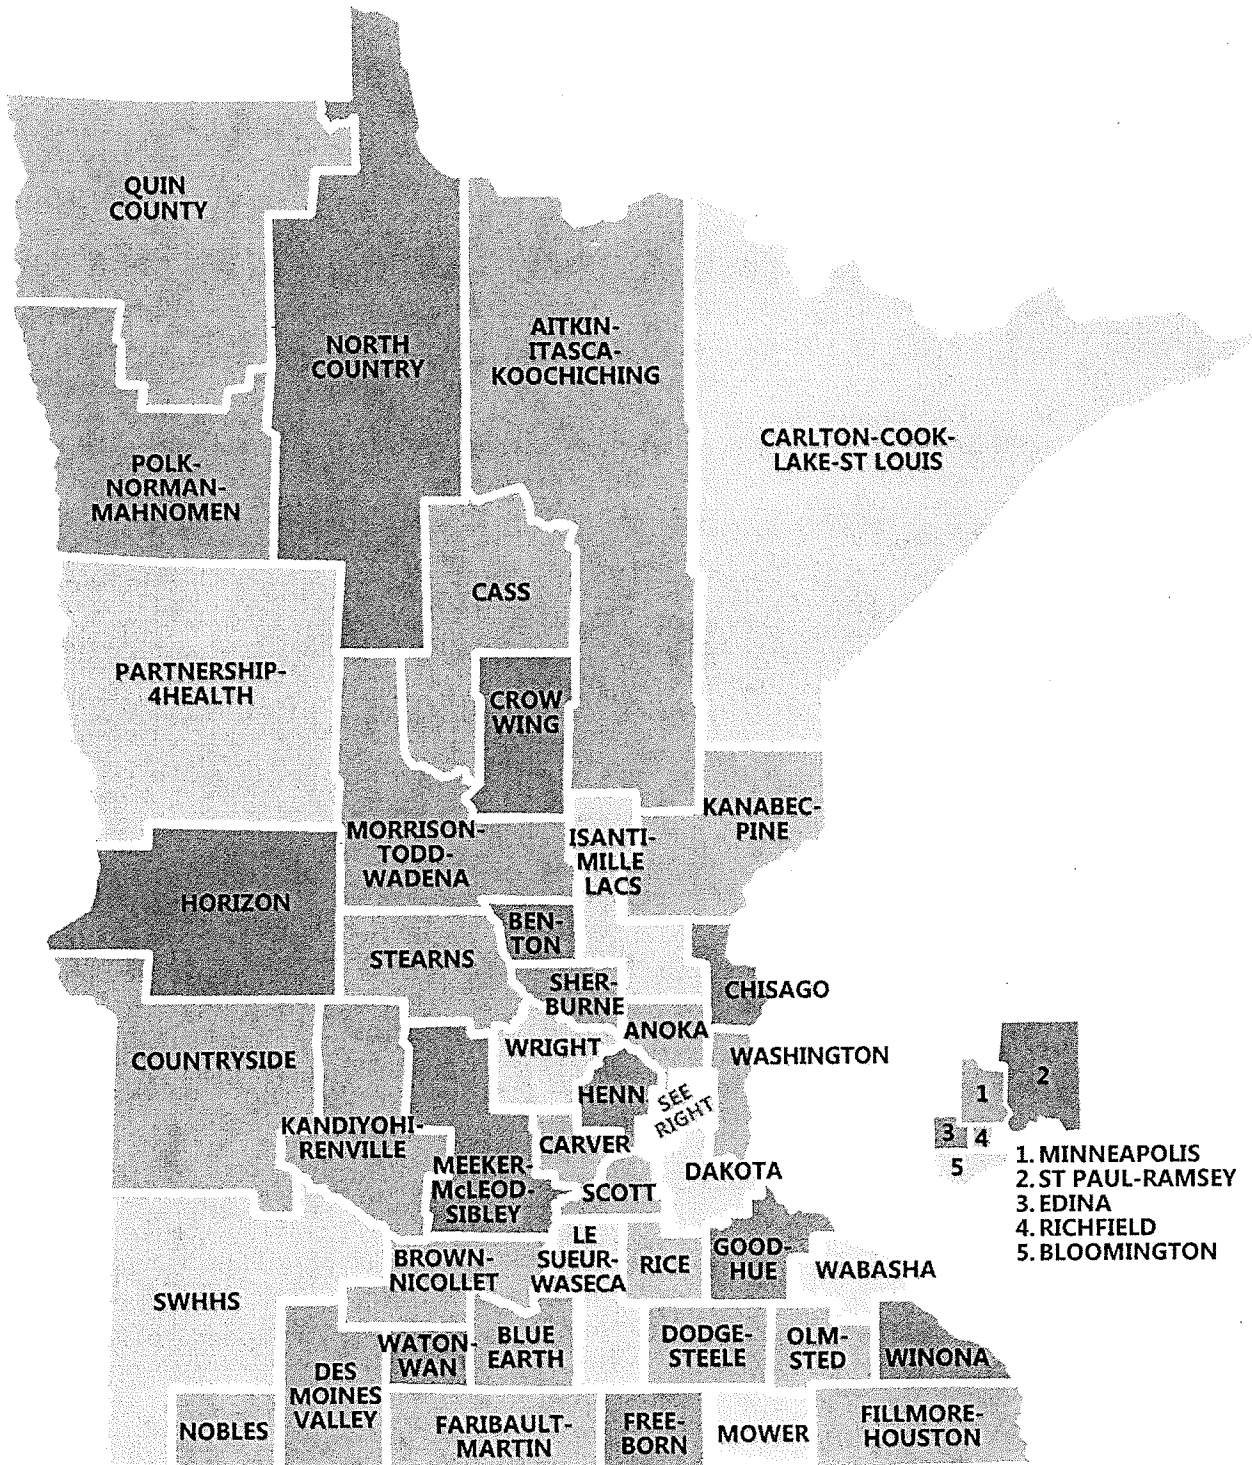 QUIN
COUNTY
NORTH
COUNTRY
AITKIN-
ITASCA-
KOOCHICHING
CARLTON-COOK-
LAKE-ST LOUIS
POLK-
NORMAN-
MAHNOMEN
CASS
PARTNERSHIP-
4HEALTH
CROW
WING
KANABEC-
PINE
MORRISON-
TODD-
WADENA
ISANTI-
MILLE
LACS
HORIZON
BEN-
TON
STEARNS
SHER-
BURNE
CHISAGO
ANOKA
WRIGHT
WASHINGTON
COUNTRYSIDE
HENN.
SEE
RIGHT
KANDIYOHI-
RENVILLE
CARVER
MEEKER-
McLEOD-
SIBLEY
SCOTT
DAKOTA
1
2
3
4
5
1. MINNEAPOLIS
2. ST PAUL-RAMSEY
3. EDINA
4. RICHFIELD
5. BLOOMINGTON
BROWN-
NICOLLET
LE
SUEUR-
WASECA
RICE
GOOD-
HUE
WABASHA
SWHHS
WATON-
WAN
BLUE
EARTH
DODGE-
STEELE
OLM-
STED
WINONA
DES
MOINES
VALLEY
NOBLES
FARIBAULT-
MARTIN
FREE-
BORN
MOWER
FILLMORE-
HOUSTON